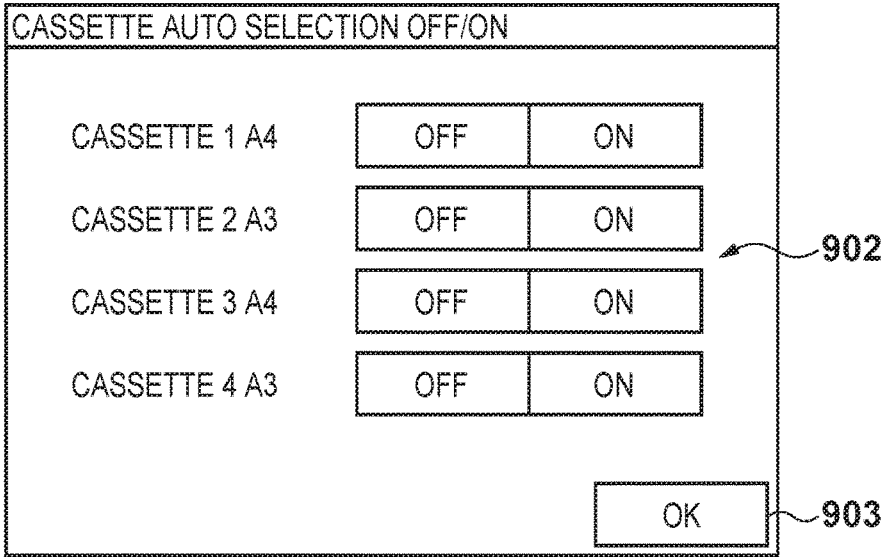 CASSETTE AUTO SELECTION OFF/ON
CASSETTE 1 A4 OFF ON
CASSETTE 2 A3 OFF ON
902
CASSETTE 3 A4 OFF ON
CASSETTE 4 A3 OFF ON
OK 903